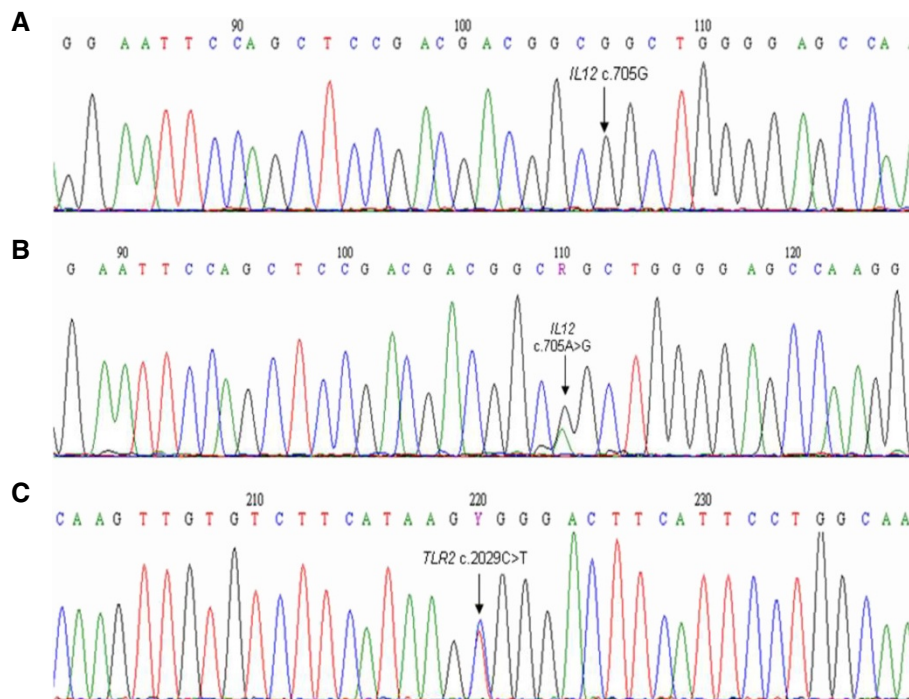 A
90 100 110
G G A A T T C C A G C T C C G A C G A C G G C G G C T G G G G A G C C A A
IL12 c.705G
B
90 100 110 120
G A A T T C C A G C T C C G A C G A C G G C R G C T G G G G A G C C A A G G
IL12
c.705A>G
C
210 220 230
C A A G T T G T G T C T T C A T A A G Y G G G A C T T C A T T C C T G G C A A
TLR2 c.2029C>T